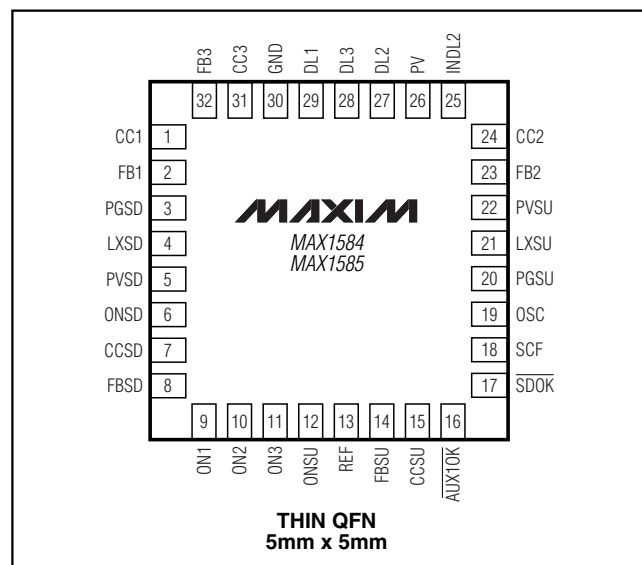 FB3 CC3 GND DL1 DL3 DL2 PV INDL2
32 31 30 29 28 27 26 25
CC1 1 24 CC2
FB1 2 23 FB2
PGSD 3 22 PVSU
LXSD 4 21 LXSU
PVSD 5 20 PGSU
ONSD 6 19 OSC
CCSD 7 18 SCF
FBSD 8 17 SDOK
MAXIM
MAX1584
MAX1585
9 10 11 12 13 14 15 16
ON1 ON2 ON3 ONSU REF FBSU CCSU AUX1OK
THIN QFN
5mm x 5mm